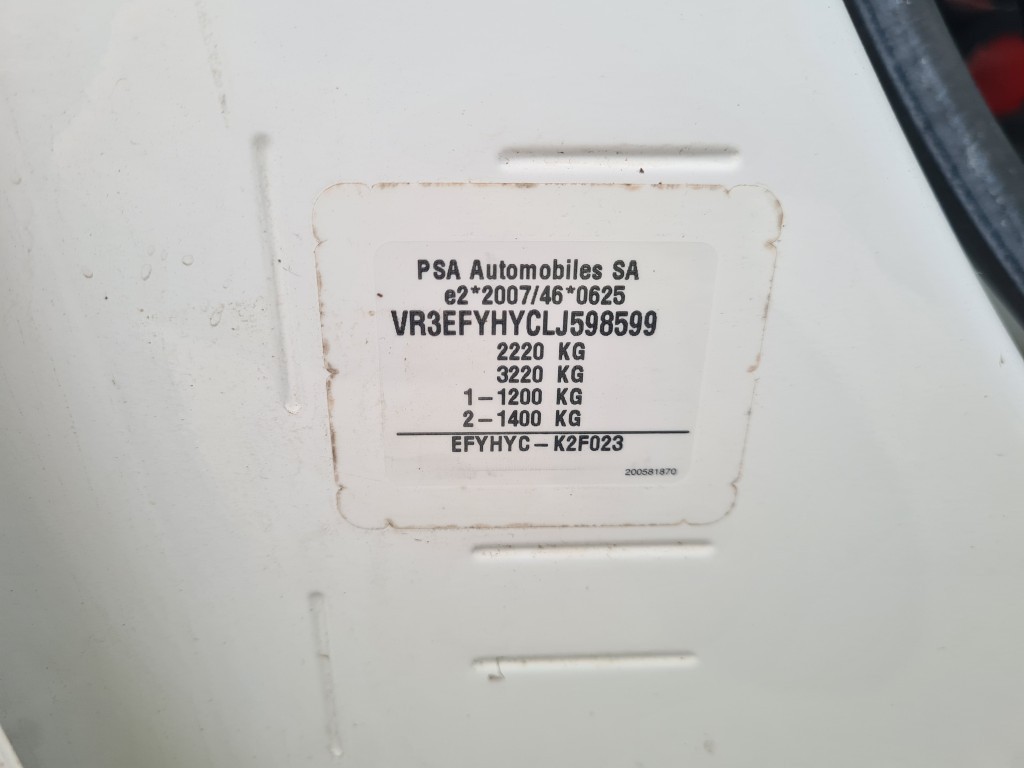 PSA Automobiles SA
e2*2007/46*0625
VR3EFYHYCLJ598599
2220 KG
3220 KG
1-1200 KG
2-1400 KG
EFYHYC-K2F023
200581870